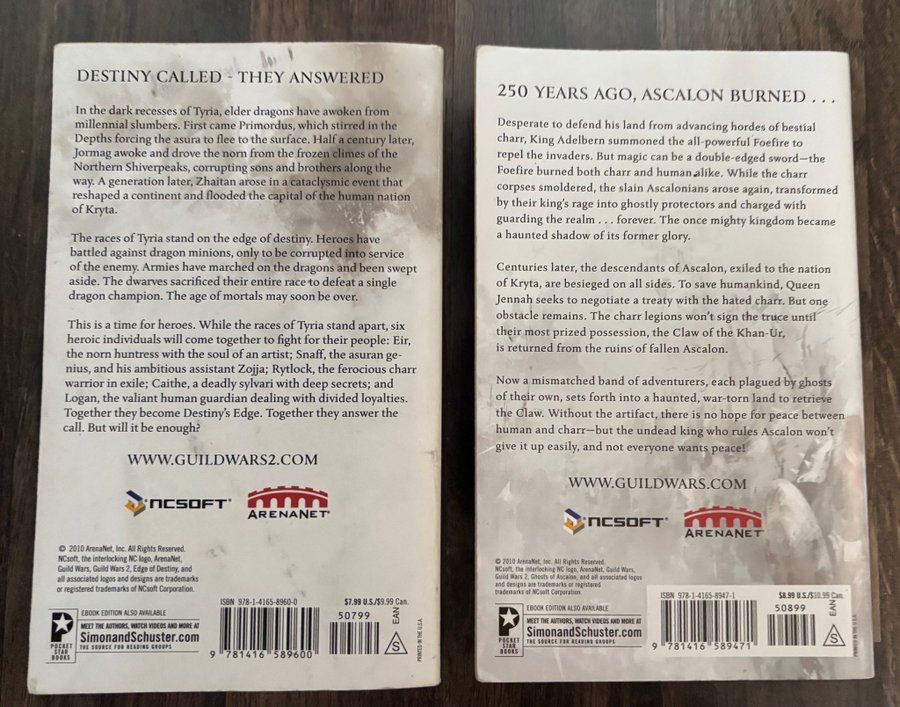 DESTINY CALLED - THEY ANSWERED
In the dark recesses of Tyria, elder dragons have awoken from
millennial slumbers. First came Primordus, which stirred in the
Depths forcing the asura to flee to the surface. Half a century later,
Jormag awoke and drove the norn from the frozen climes of the
Northern Shiverpeaks, corrupting sons and brothers along the
way. A generation later, Zhaitan arose in a cataclysmic event that
reshaped a continent and flooded the capital of the human nation
of Kryta.
The races of Tyria stand on the edge of destiny. Heroes have
battled against dragon minions, only to be corrupted into service
of the enemy. Armies have marched on the dragons and been swept
aside. The dwarves sacrificed their entire race to defeat a single
dragon champion. The age of mortals may soon be over.
This is a time for heroes. While the races of Tyria stand apart, six
heroic individuals will come together to fight for their people: Eir,
the norn huntress with the soul of an artist; Snaff, the asuran ge-
nius, and his ambitious assistant Zojja; Rytlock, the ferocious charr
warrior in exile; Caithe, a deadly sylvari with deep secrets; and
Logan, the valiant human guardian dealing with divided loyalties.
Together they become Destiny's Edge. Together they answer the
call. But will it be enough?
WWW.GUILDWARS2.COM
NCSOFT®
ARENANET®
© 2010 ArenaNet, Inc. All Rights Reserved.
NCsoft, the interlocking NC logo, ArenaNet,
Guild Wars, Guild Wars 2, Edge of Destiny, and
all associated logos and designs are trademarks
or registered trademarks of NCsoft Corporation.
EBOOK EDITION ALSO AVAILABLE
MEET THE AUTHORS, WATCH VIDEOS AND MORE AT
SimonandSchuster.com
THE SOURCE FOR READING GROUPS
POCKET
STAR
BOOKS
ISBN 978-1-4165-8960-0
$7.99 U.S./$9.99 Can.
50799
9 781416 589600
EAN
S
PRINTED IN THE U.S.A.
250 YEARS AGO, ASCALON BURNED . . .
Desperate to defend his land from advancing hordes of bestial
charr, King Adelbern summoned the all-powerful Foefire to
repel the invaders. But magic can be a double-edged sword—the
Foefire burned both charr and human alike. While the charr
corpses smoldered, the slain Ascalonians arose again, transformed
by their king's rage into ghostly protectors and charged with
guarding the realm . . . forever. The once mighty kingdom became
a haunted shadow of its former glory.
Centuries later, the descendants of Ascalon, exiled to the nation
of Kryta, are besieged on all sides. To save humankind, Queen
Jennah seeks to negotiate a treaty with the hated charr. But one
obstacle remains. The charr legions won't sign the truce until
their most prized possession, the Claw of the Khan-Ur,
is returned from the ruins of fallen Ascalon.
Now a mismatched band of adventurers, each plagued by ghosts
of their own, sets forth into a haunted, war-torn land to retrieve
the Claw. Without the artifact, there is no hope for peace between
human and charr—but the undead king who rules Ascalon won't
give it up easily, and not everyone wants peace!
WWW.GUILDWARS.COM
NCSOFT®
ARENANET®
© 2010 ArenaNet, Inc. All Rights Reserved.
NCsoft, the interlocking NC logo, ArenaNet, Guild Wars,
Guild Wars 2, Ghosts of Ascalon, and all associated logos
and designs are trademarks or registered
trademarks of NCsoft Corporation.
EBOOK EDITION ALSO AVAILABLE
MEET THE AUTHORS, WATCH VIDEOS AND MORE AT
SimonandSchuster.com
THE SOURCE FOR READING GROUPS
POCKET
STAR
BOOKS
ISBN 978-1-4165-8947-1
$8.99 U.S./$10.99 Can.
50899
9 781416 589471
EAN
S